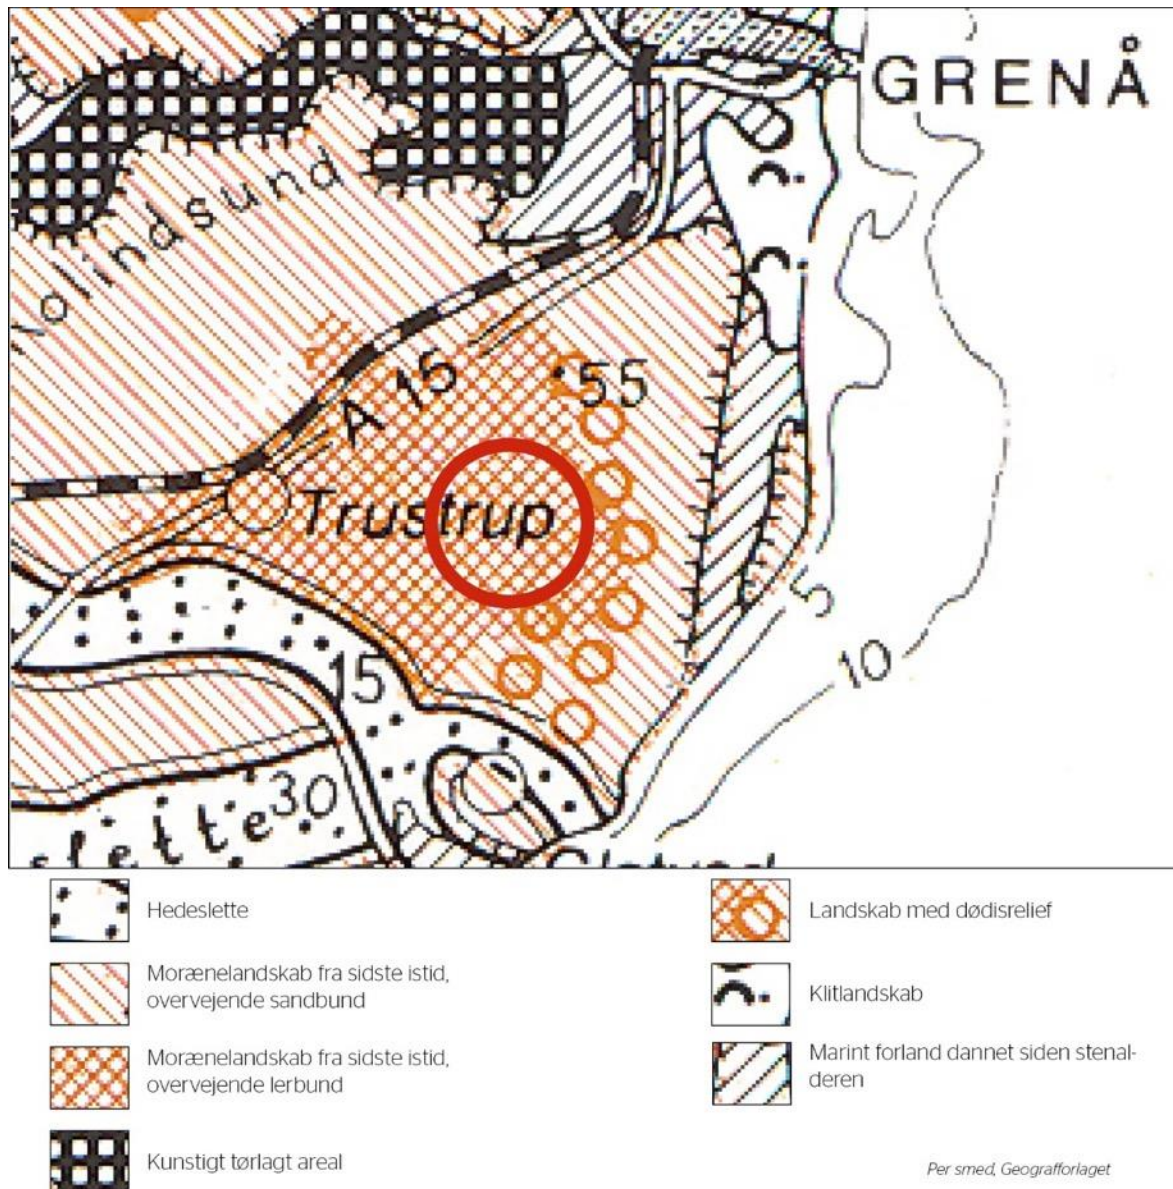 GRENÅ
Kolindsund
A 15
55
Trustrup
5
10
15
30
slette
Hedeslette
Morænelandskab fra sidste istid,
overvejende sandbund
Morænelandskab fra sidste istid,
overvejende lerbund
Kunstigt tørlagt areal
Landskab med dødisrelief
Klitlandskab
Marint forland dannet siden stenal-
deren
Per smed, Geografforlaget